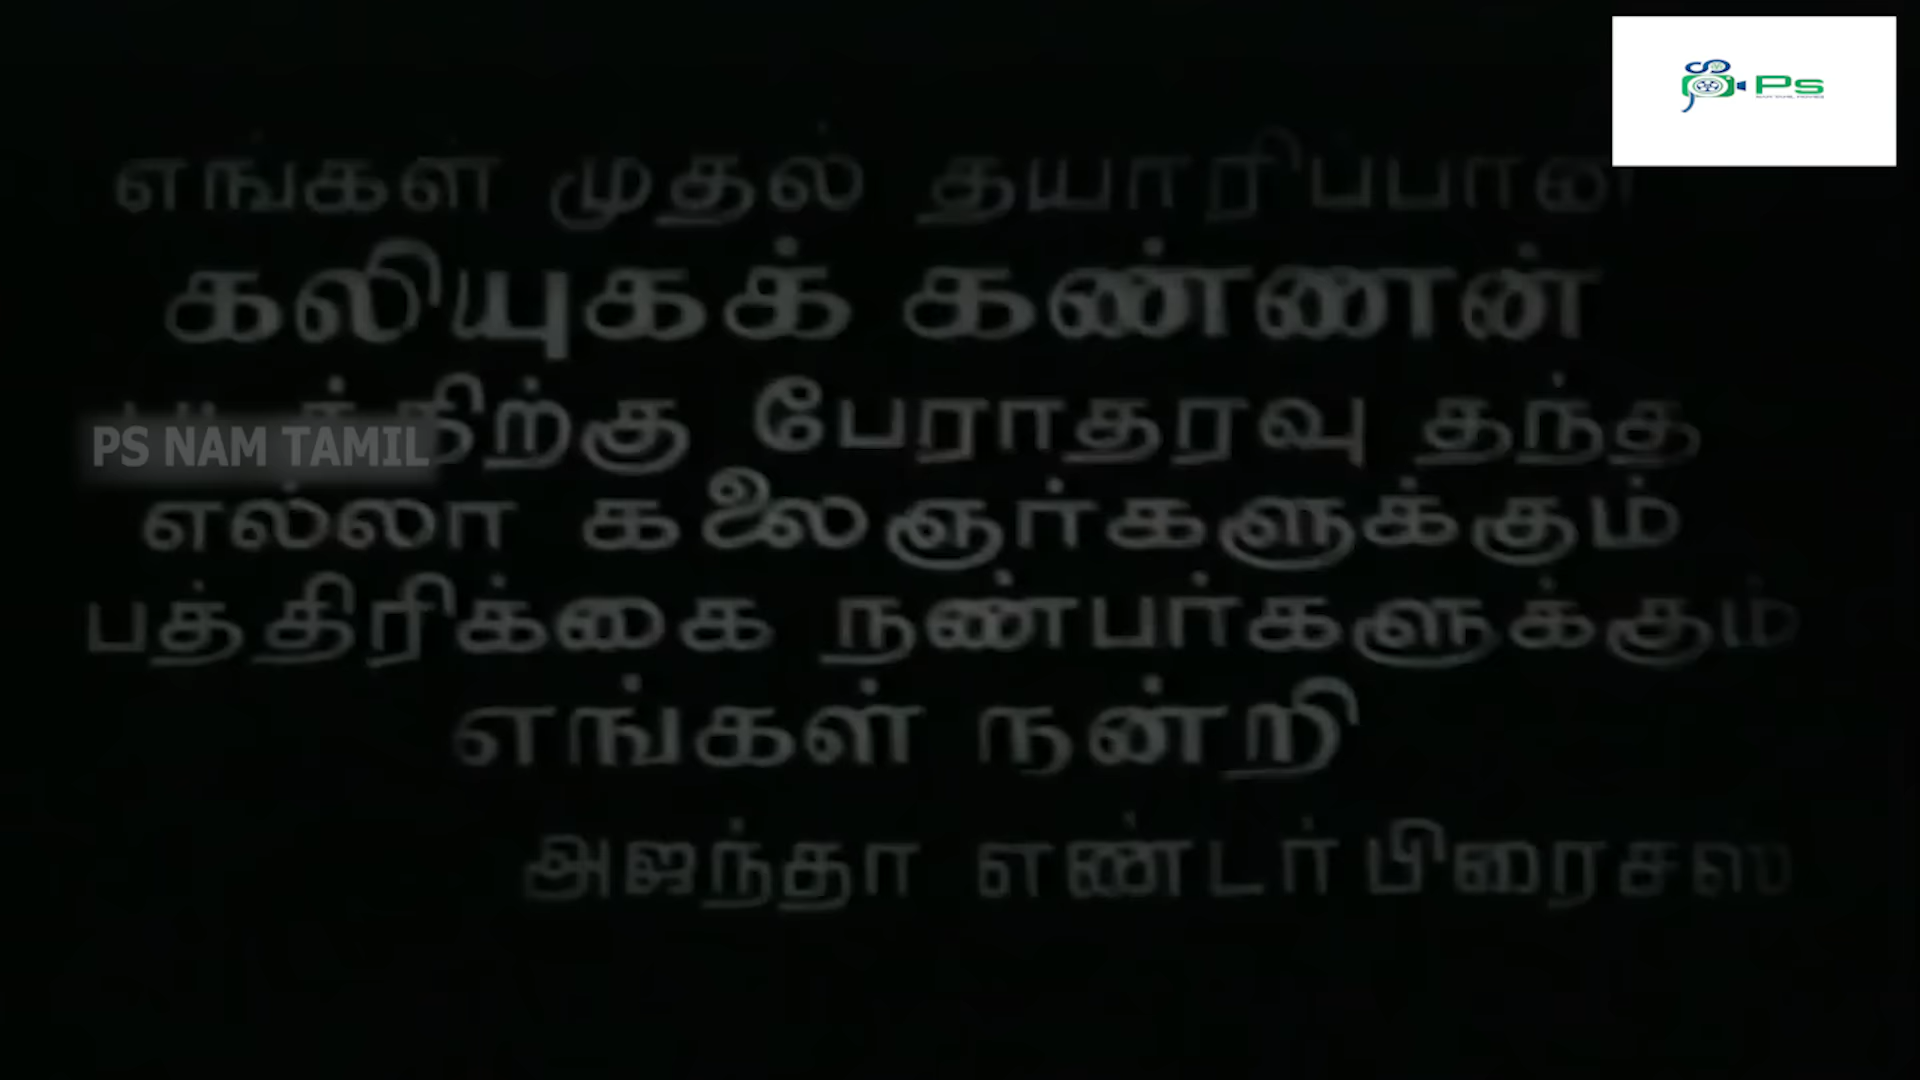 Ps
எங்கள் முதல் தயாரிப்பான
கலியுகக் கண்ணன்
பேராதரவு தந்த
PS NAM TAMIL
எல்லா கலைஞர்களுக்கும்
பத்திரிக்கை நண்பர்களுக்கும்
எங்கள் நன்றி
அஜந்தா எண்டர்பிரைசஸ்